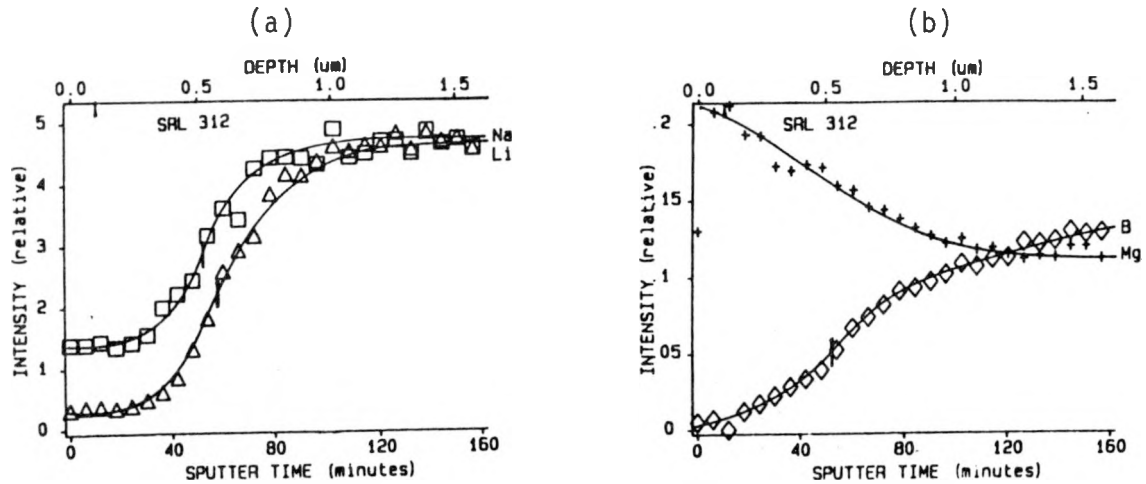 (a)
DEPTH (um)
0.0 0.5 1.0 1.5
SRL 312
Na
Li
5
4
3
2
1
0
INTENSITY (relative)
0 40 80 120 160
SPUTTER TIME (minutes)
(b)
DEPTH (um)
0.0 0.5 1.0 1.5
SRL 312
B
Mg
.2
.15
.1
.05
0
INTENSITY (relative)
0 40 80 120 160
SPUTTER TIME (minutes)